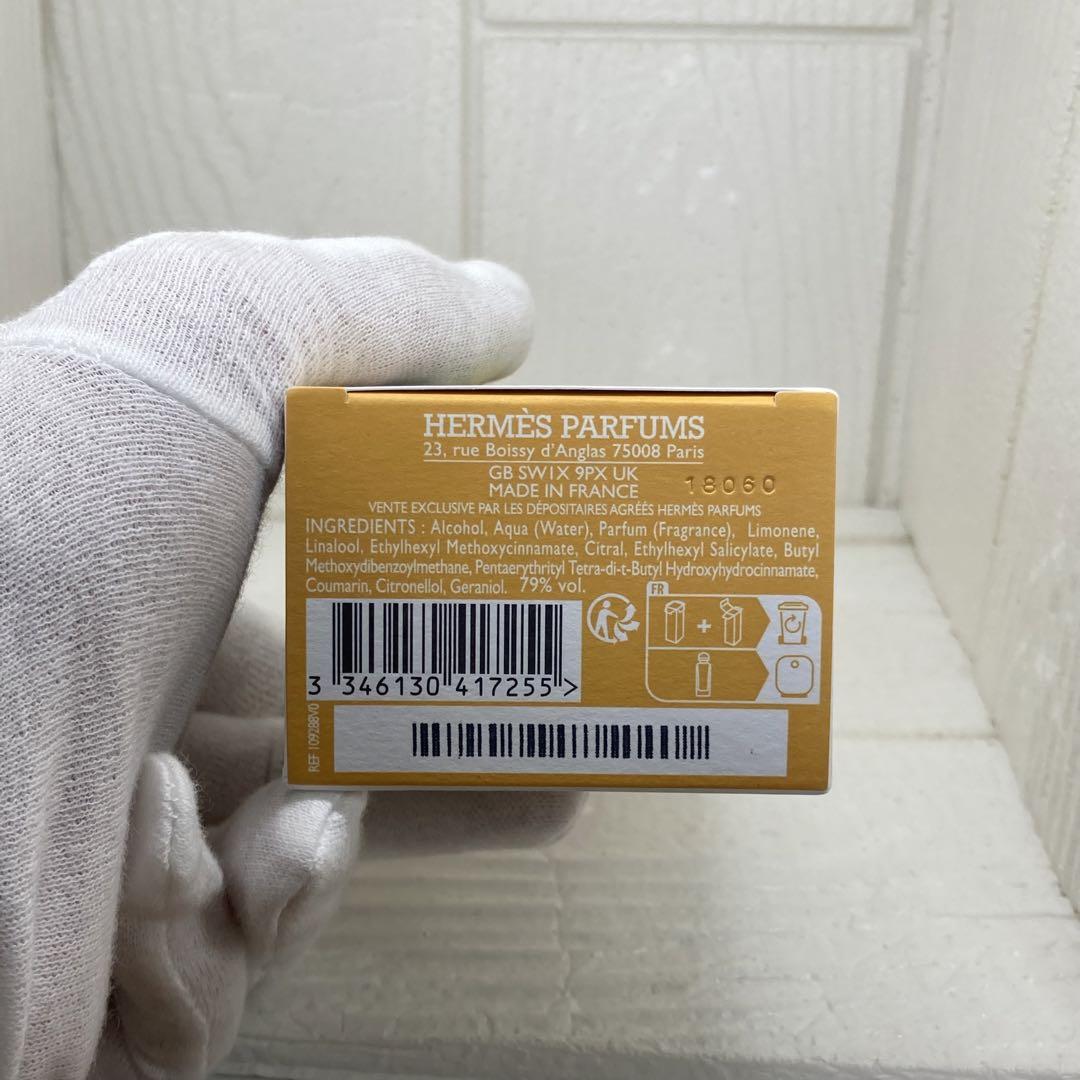 HERMÈS PARFUMS
23, rue Boissy d'Anglas 75008 Paris
GB SW1X 9PX UK
MADE IN FRANCE
18060
VENTE EXCLUSIVE PAR LES DÉPOSITAIRES AGRÉÉS HERMÈS PARFUMS
INGREDIENTS : Alcohol, Aqua (Water), Parfum (Fragrance), Limonene,
Linalool, Ethylhexyl Methoxycinnamate, Citral, Ethylhexyl Salicylate, Butyl
Methoxydibenzoylmethane, Pentaerythrityl Tetra-di-t-Butyl Hydroxyhydrocinnamate,
Coumarin, Citronellol, Geraniol. 79% vol.
FR
+
3 346130 417255 >
REF 109288V0